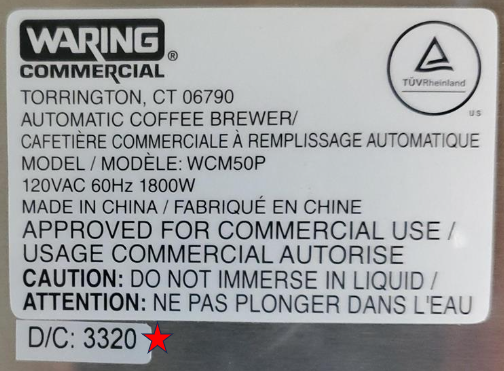 WARING®
COMMERCIAL
TÜVRheinland
US
TORRINGTON, CT 06790
AUTOMATIC COFFEE BREWER/
CAFETIÈRE COMMERCIALE À REMPLISSAGE AUTOMATIQUE
MODEL / MODÈLE: WCM50P
120VAC 60Hz 1800W
MADE IN CHINA / FABRIQUÉ EN CHINE
APPROVED FOR COMMERCIAL USE /
USAGE COMMERCIAL AUTORISE
CAUTION: DO NOT IMMERSE IN LIQUID /
ATTENTION: NE PAS PLONGER DANS L'EAU
D/C: 3320